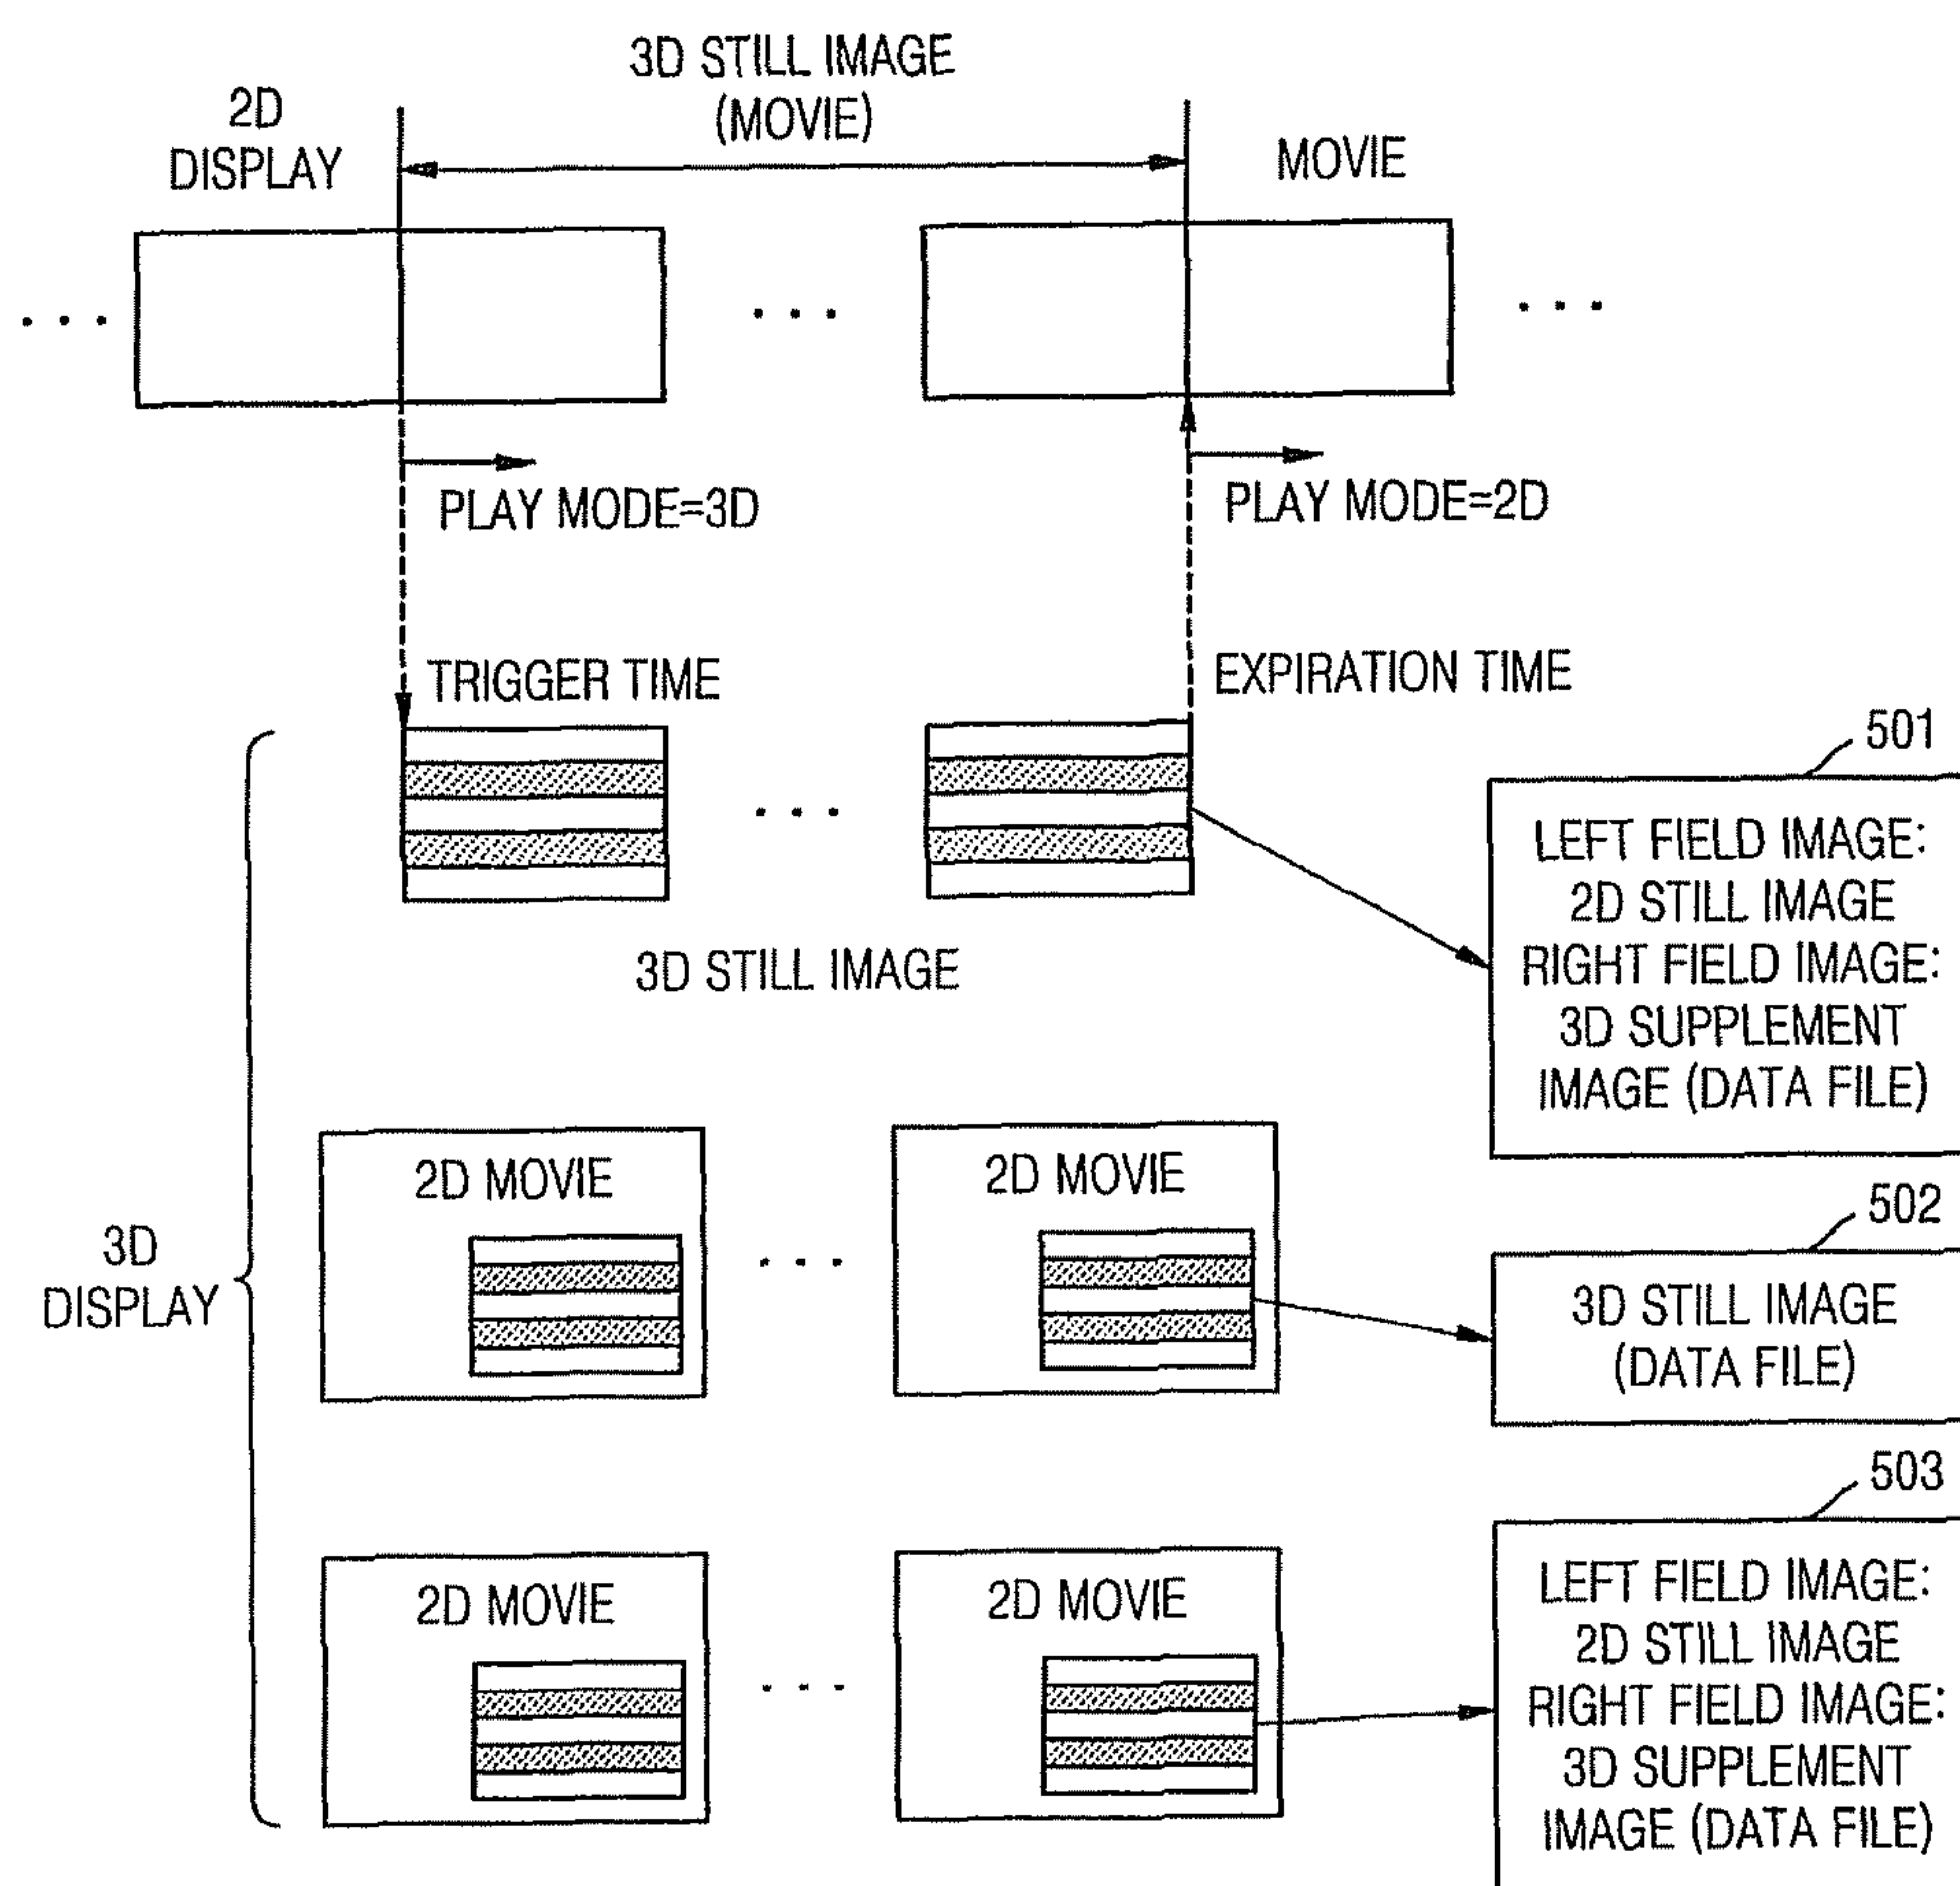 3D STILL IMAGE
(MOVIE)
2D
DISPLAY
MOVIE
PLAY MODE=3D
PLAY MODE=2D
TRIGGER TIME
EXPIRATION TIME
501
LEFT FIELD IMAGE:
2D STILL IMAGE
RIGHT FIELD IMAGE:
3D SUPPLEMENT
IMAGE (DATA FILE)
3D STILL IMAGE
2D MOVIE
2D MOVIE
502
3D STILL IMAGE
(DATA FILE)
3D
DISPLAY
503
2D MOVIE
2D MOVIE
LEFT FIELD IMAGE:
2D STILL IMAGE
RIGHT FIELD IMAGE:
3D SUPPLEMENT
IMAGE (DATA FILE)